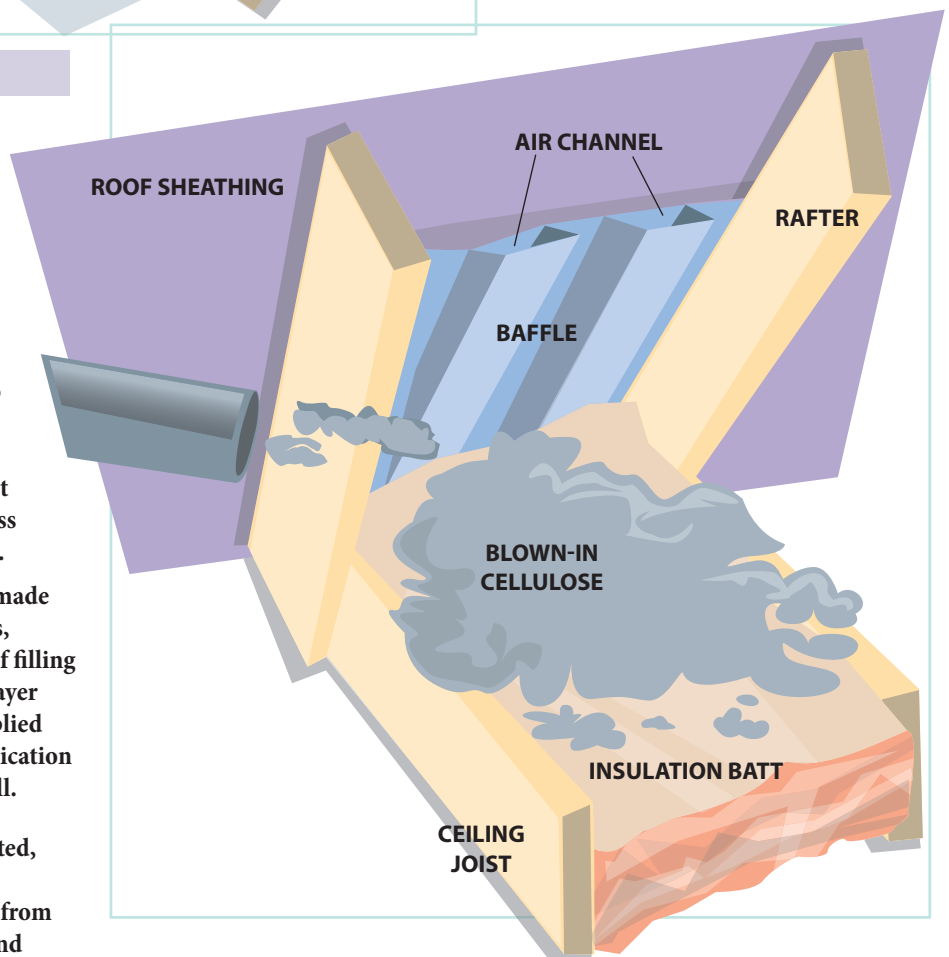 t
ss
.
made
s,
f filling
ayer
plied
ication
ll.
ted,
from
nd
ROOF SHEATHING
AIR CHANNEL
RAFTER
BAFFLE
BLOWN-IN
CELLULOSE
INSULATION BATT
CEILING
JOIST